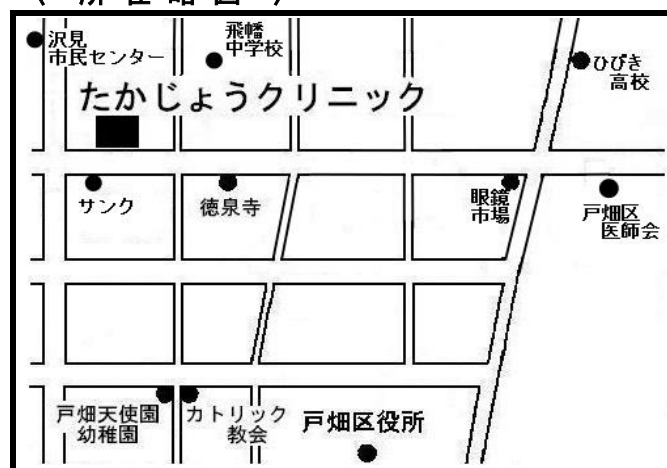 （ 所 在 略 図 ）
沢見
市民センター
飛幡
中学校
ひびき
高校
たかじょうクリニック
サンク
徳泉寺
眼鏡
市場
戸畑区
医師会
戸畑天使園
幼稚園
カトリック
教会
戸畑区役所